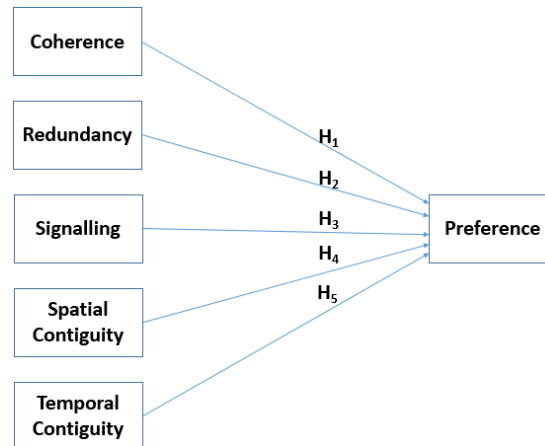 Coherence
H₁
Redundancy
H₂
Signalling
H₃
Preference
H₄
Spatial
Contiguity
H₅
Temporal
Contiguity